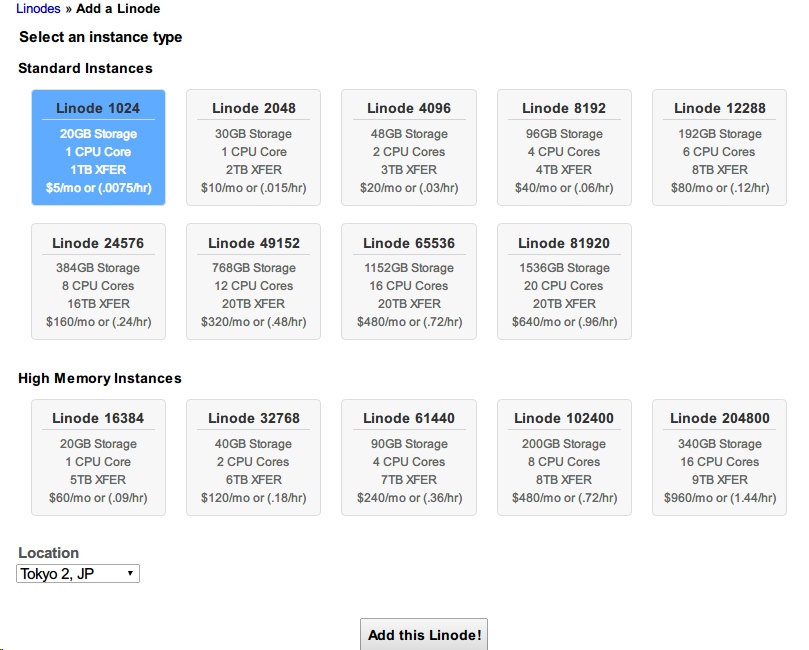 Linodes » Add a Linode
Select an instance type
Standard Instances
Linode 1024
20GB Storage
1 CPU Core
1TB XFER
$5/mo or (.0075/hr)
Linode 2048
30GB Storage
1 CPU Core
2TB XFER
$10/mo or (.015/hr)
Linode 4096
48GB Storage
2 CPU Cores
3TB XFER
$20/mo or (.03/hr)
Linode 8192
96GB Storage
4 CPU Cores
4TB XFER
$40/mo or (.06/hr)
Linode 12288
192GB Storage
6 CPU Cores
8TB XFER
$80/mo or (.12/hr)
Linode 24576
384GB Storage
8 CPU Cores
16TB XFER
$160/mo or (.24/hr)
Linode 49152
768GB Storage
12 CPU Cores
20TB XFER
$320/mo or (.48/hr)
Linode 65536
1152GB Storage
16 CPU Cores
20TB XFER
$480/mo or (.72/hr)
Linode 81920
1536GB Storage
20 CPU Cores
20TB XFER
$640/mo or (.96/hr)
High Memory Instances
Linode 16384
20GB Storage
1 CPU Core
5TB XFER
$60/mo or (.09/hr)
Linode 32768
40GB Storage
2 CPU Cores
6TB XFER
$120/mo or (.18/hr)
Linode 61440
90GB Storage
4 CPU Cores
7TB XFER
$240/mo or (.36/hr)
Linode 102400
200GB Storage
8 CPU Cores
8TB XFER
$480/mo or (.72/hr)
Linode 204800
340GB Storage
16 CPU Cores
9TB XFER
$960/mo or (1.44/hr)
Location
Tokyo 2, JP
Add this Linode!